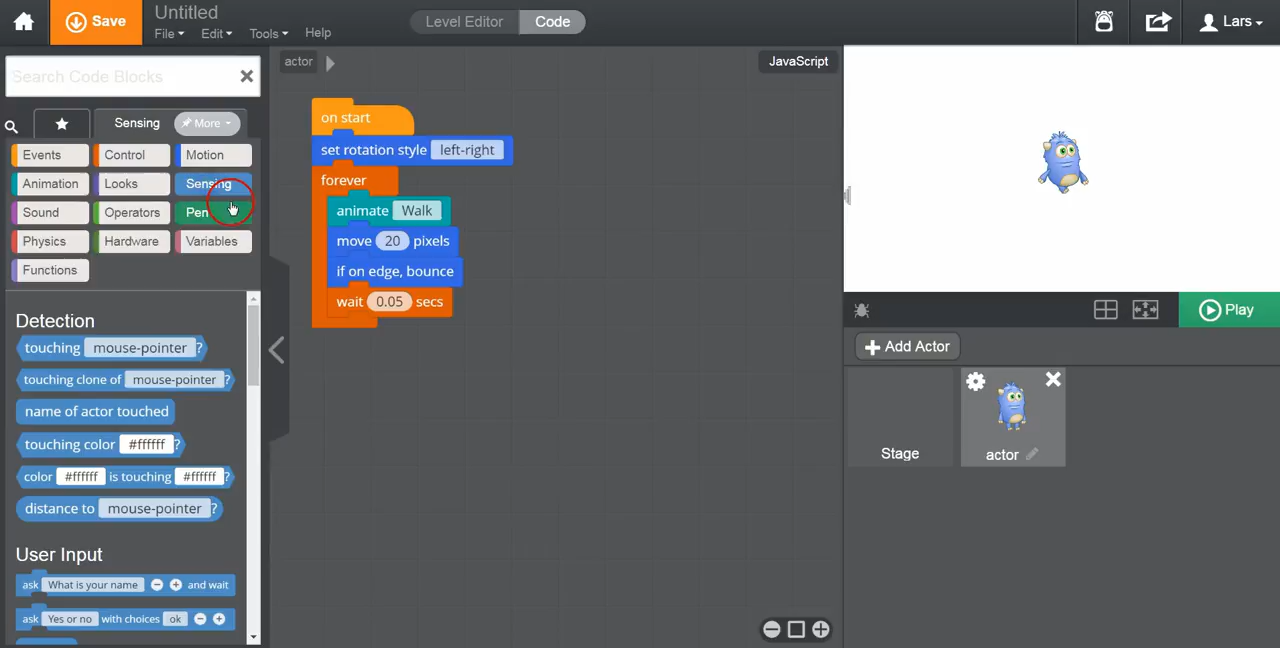 Save
Untitled
File Edit Tools Help
Level Editor Code
Lars
Search Code Blocks
Sensing More
Events Control Motion
Animation Looks Sensing
Sound Operators Pen
Physics Hardware Variables
Functions
Detection
touching mouse-pointer ?
touching clone of mouse-pointer ?
name of actor touched
touching color #ffffff ?
color #ffffff is touching #ffffff ?
distance to mouse-pointer ?
User Input
ask What is your name and wait
ask Yes or no with choices ok
actor
JavaScript
on start
set rotation style left-right
forever
animate Walk
move 20 pixels
if on edge, bounce
wait 0.05 secs
Play
Add Actor
Stage
actor